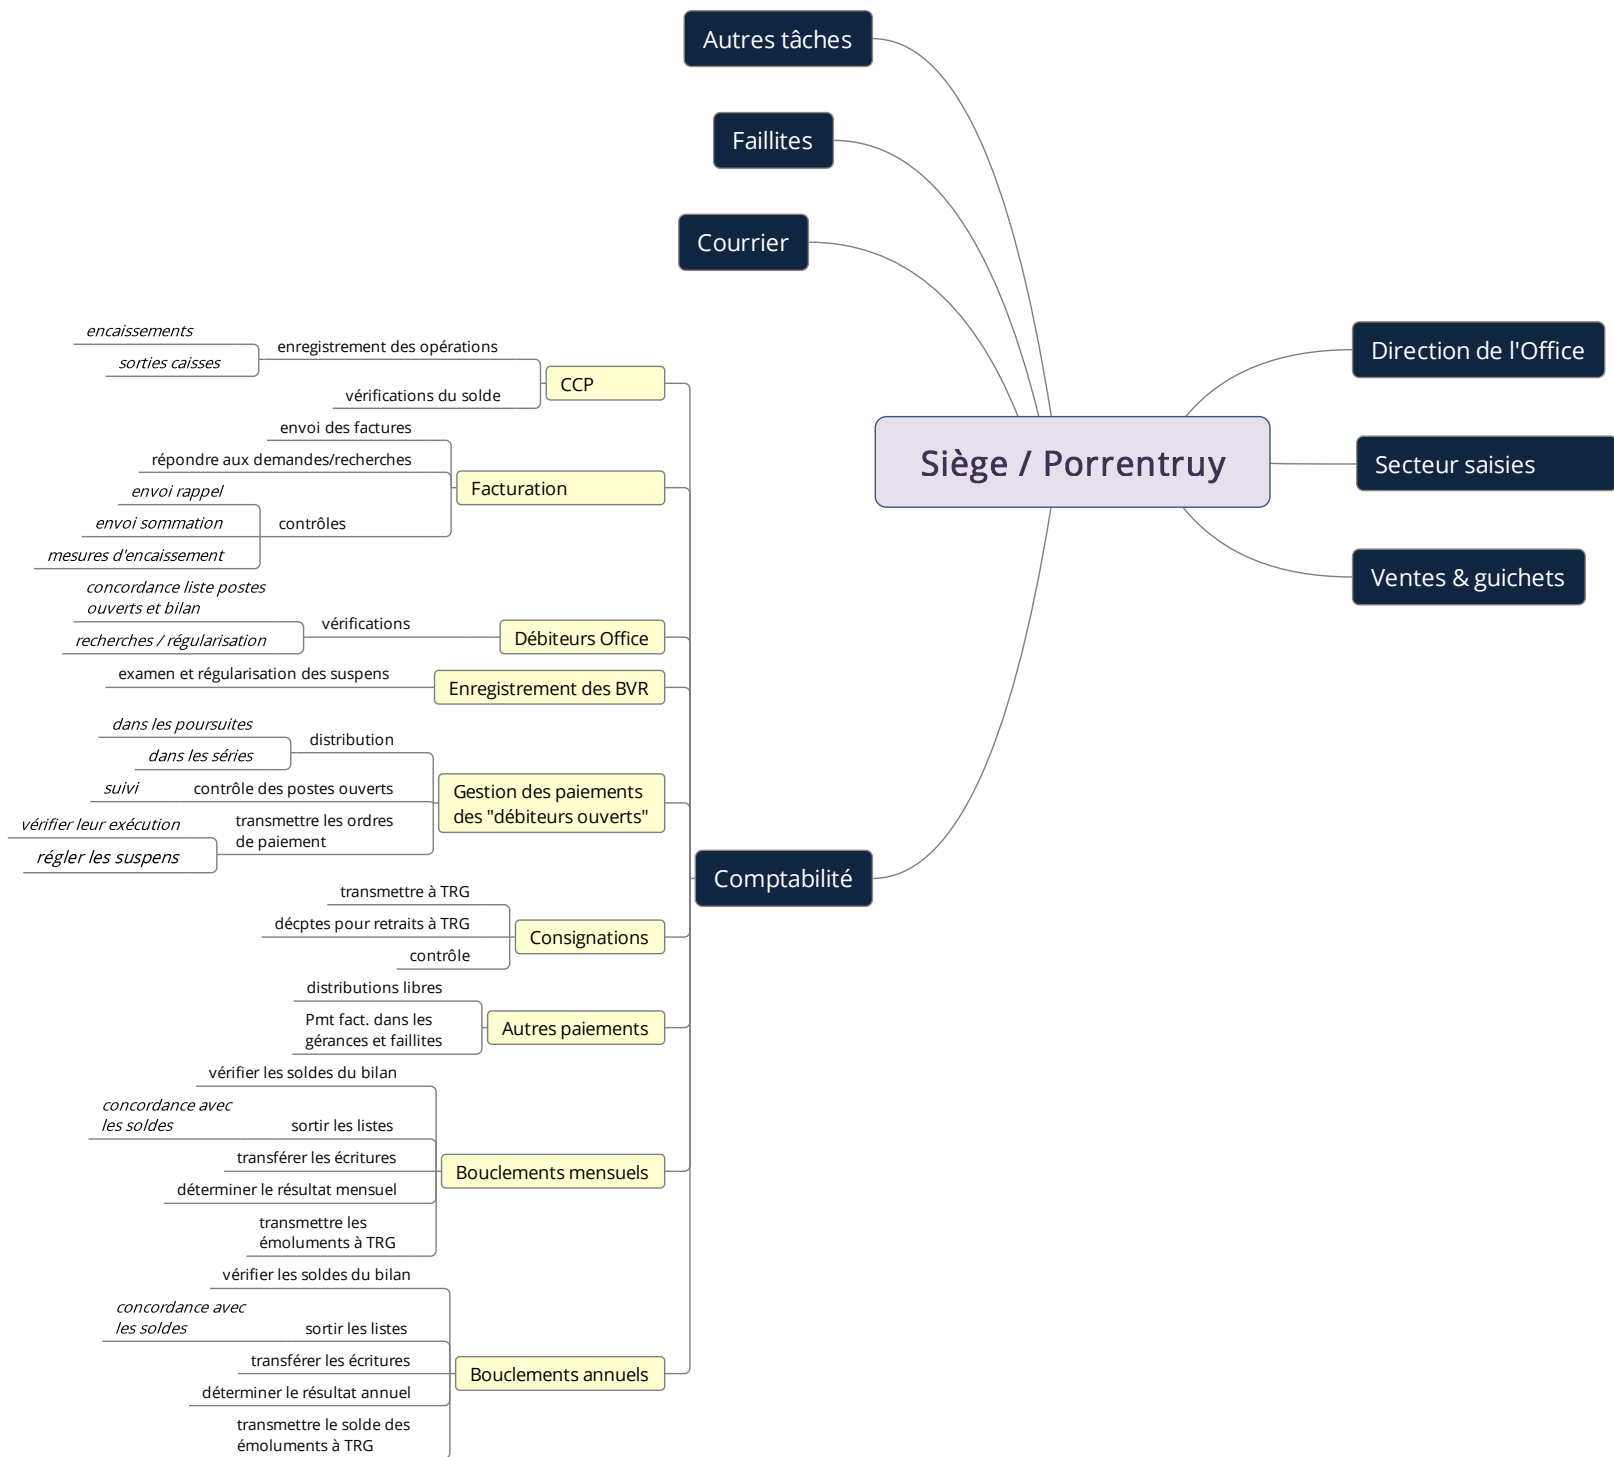 Autres tâches
Faillites
Courrier
Siège / Porrentruy
Direction de l'Office
Secteur saisies
Ventes & guichets
Comptabilité
CCP
enregistrement des opérations
encaissements
sorties caisses
vérifications du solde
Facturation
envoi des factures
répondre aux demandes/recherches
contrôles
envoi rappel
envoi sommation
mesures d'encaissement
Débiteurs Office
vérifications
concordance liste postes
ouverts et bilan
recherches / régularisation
Enregistrement des BVR
examen et régularisation des suspens
Gestion des paiements
des "débiteurs ouverts"
distribution
dans les poursuites
dans les séries
contrôle des postes ouverts
suivi
transmettre les ordres
de paiement
vérifier leur exécution
régler les suspens
Consignations
transmettre à TRG
décptes pour retraits à TRG
contrôle
Autres paiements
distributions libres
Pmt fact. dans les
gérances et faillites
Bouclements mensuels
vérifier les soldes du bilan
sortir les listes
concordance avec
les soldes
transférer les écritures
déterminer le résultat mensuel
transmettre les
émoluments à TRG
Bouclements annuels
vérifier les soldes du bilan
sortir les listes
concordance avec
les soldes
transférer les écritures
déterminer le résultat annuel
transmettre le solde des
émoluments à TRG